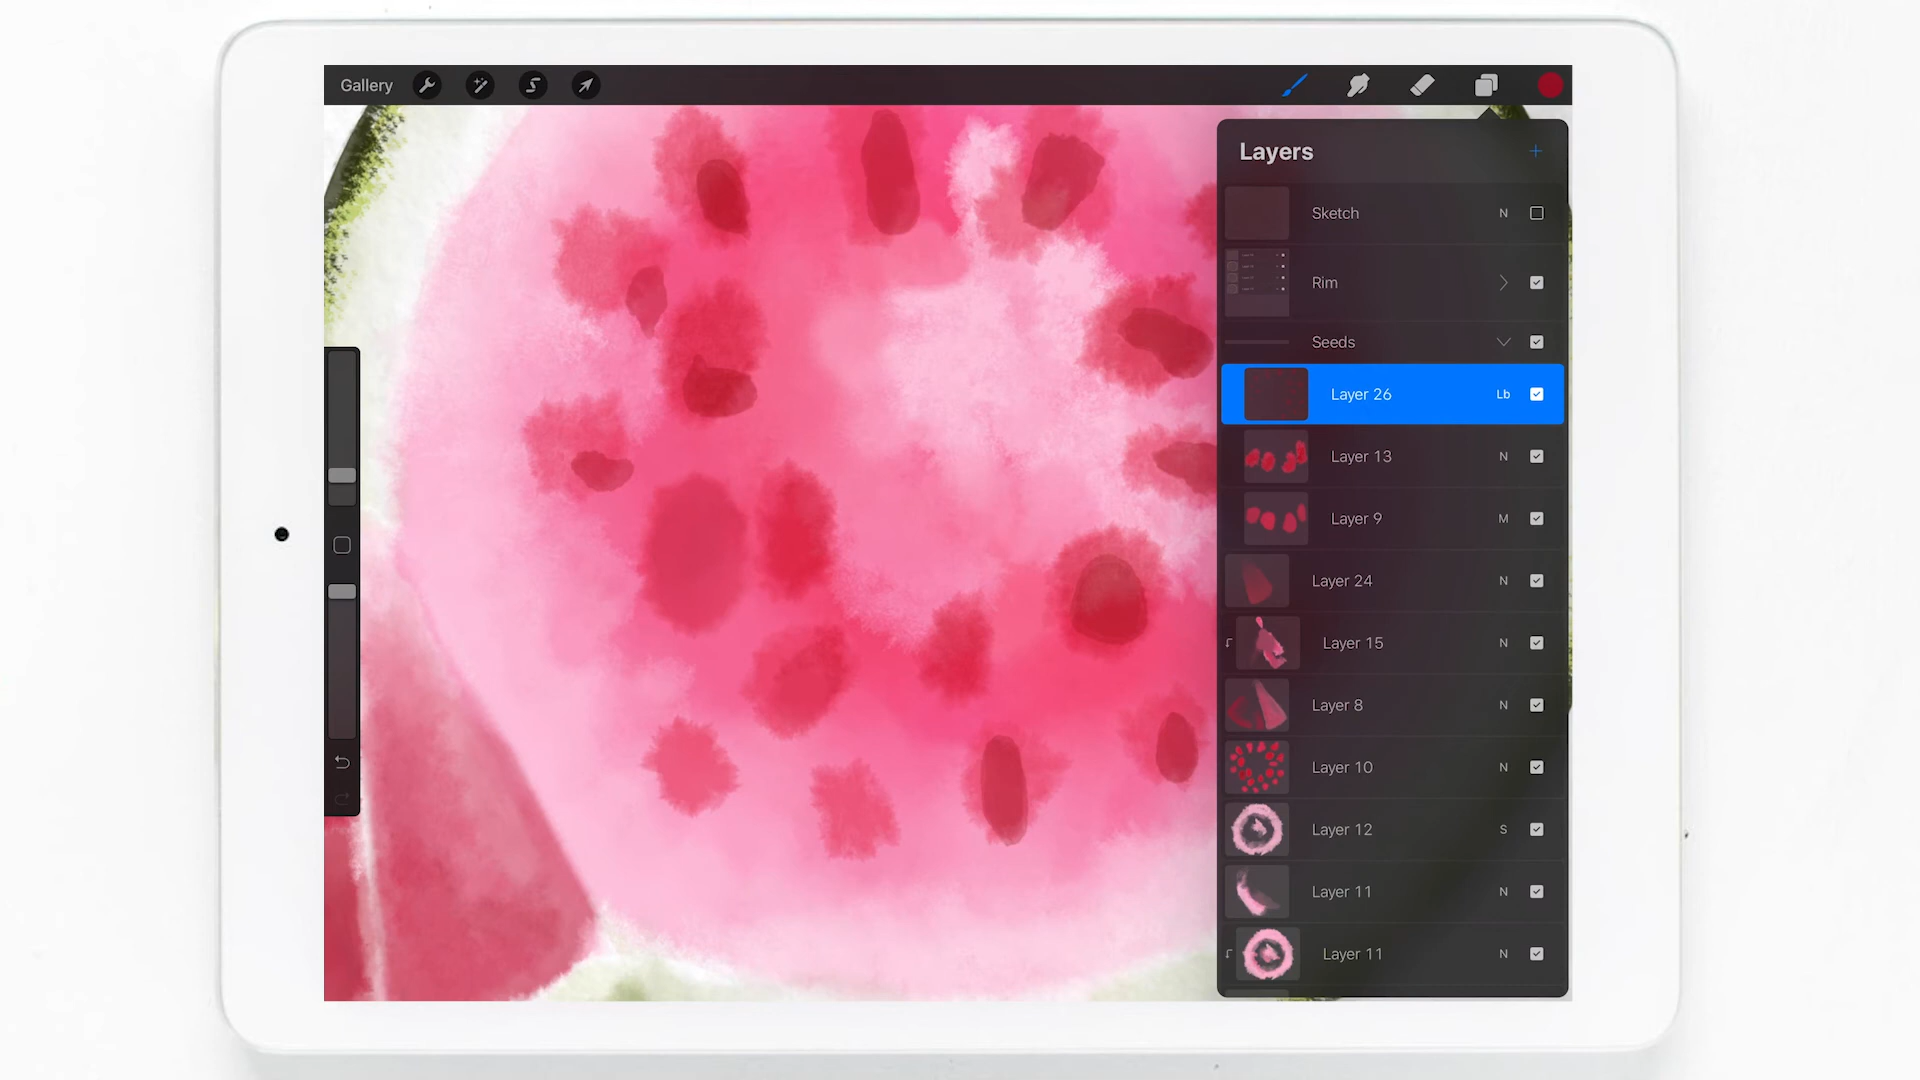 Gallery
Layers
Sketch N
Rim
Seeds
Layer 26 Lb
Layer 13 N
Layer 9 M
Layer 24 N
Layer 15 N
Layer 8 N
Layer 10 N
Layer 12 S
Layer 11 N
Layer 11 N